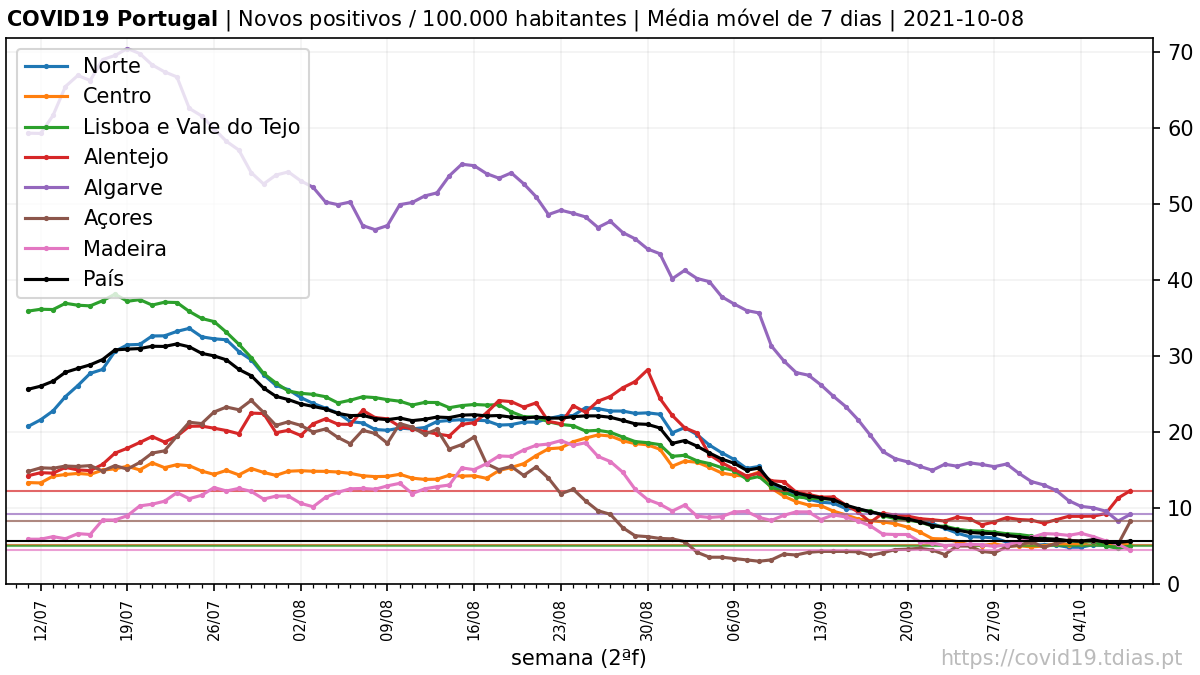 COVID19 Portugal | Novos positivos / 100.000 habitantes | Média móvel de 7 dias | 2021-10-08
Norte
Centro
Lisboa e Vale do Tejo
Alentejo
Algarve
Açores
Madeira
País
70
60
50
40
30
20
10
0
12/07
19/07
26/07
02/08
09/08
16/08
23/08
30/08
06/09
13/09
20/09
27/09
04/10
semana (2ªf)
https://covid19.tdias.pt